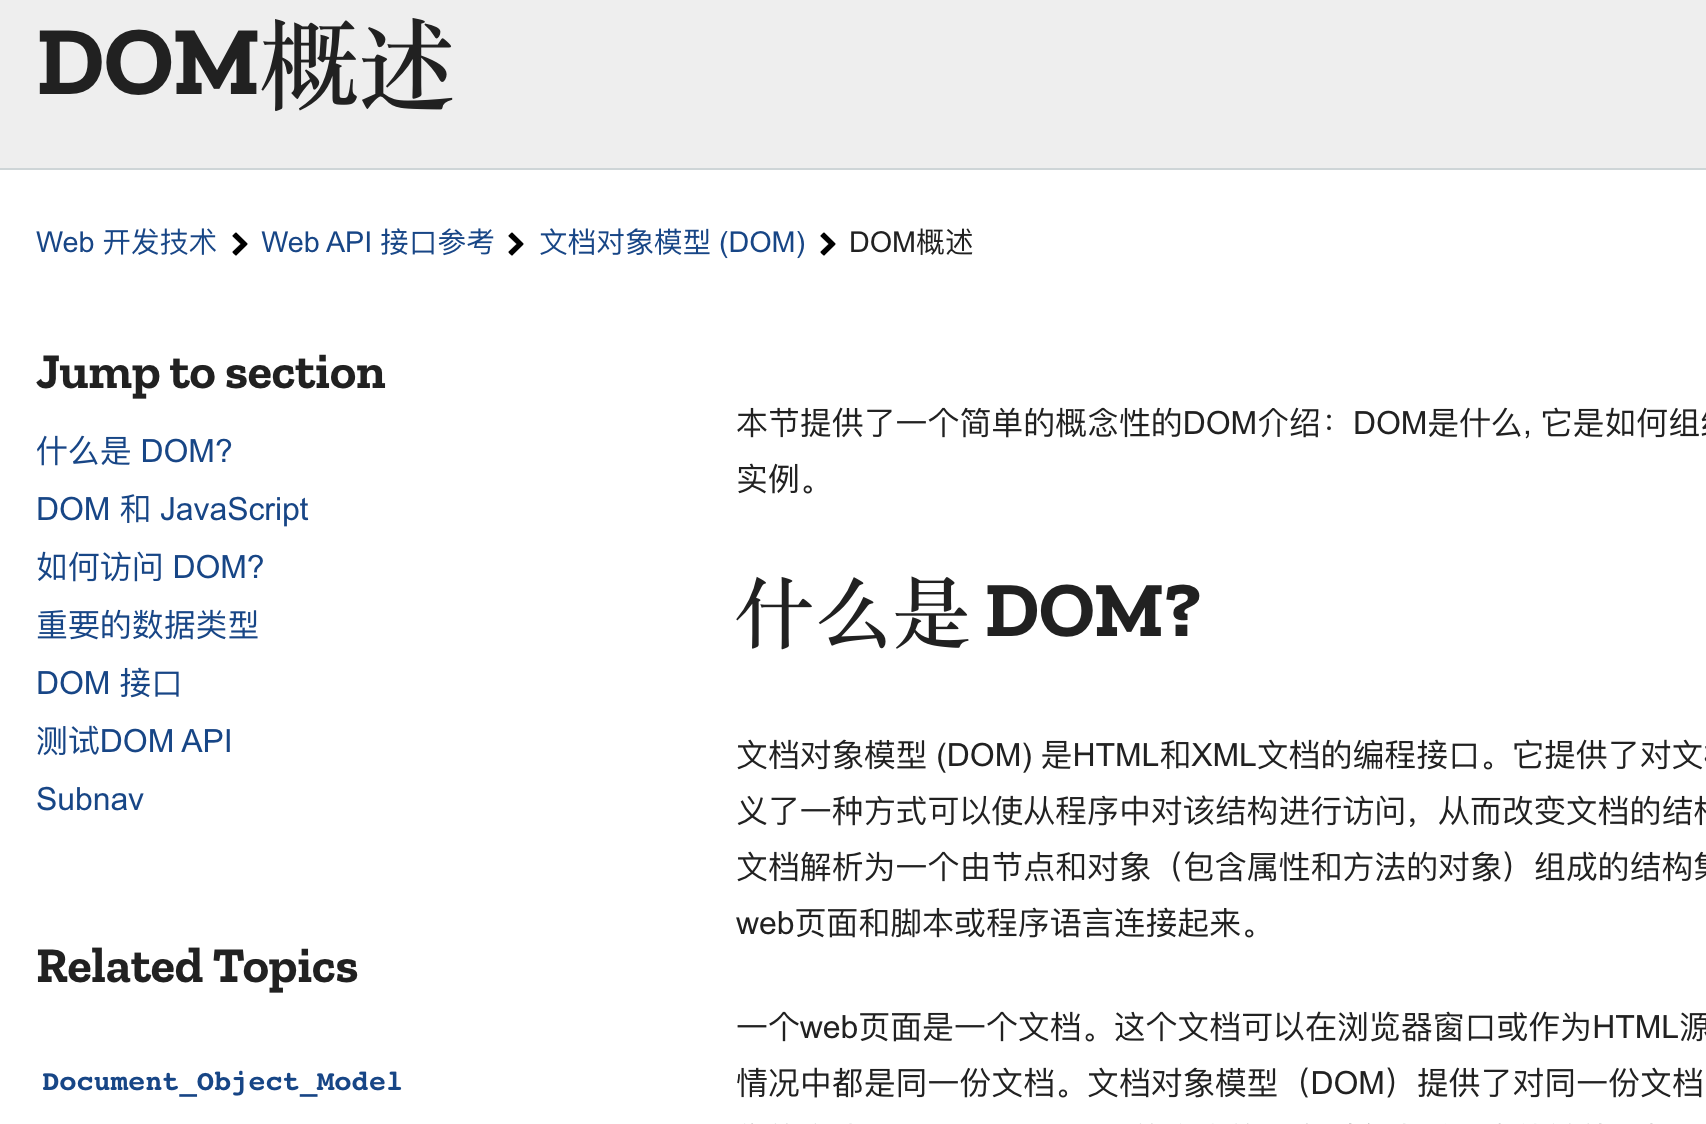 DOM概述
Web 开发技术 > Web API 接口参考 > 文档对象模型 (DOM) > DOM概述
Jump to section
什么是 DOM?
DOM 和 JavaScript
如何访问 DOM?
重要的数据类型
DOM 接口
测试DOM API
Subnav
Related Topics
Document_Object_Model
本节提供了一个简单的概念性的DOM介绍：DOM是什么, 它是如何组
实例。
什么是 DOM?
文档对象模型 (DOM) 是HTML和XML文档的编程接口。它提供了对文
义了一种方式可以使从程序中对该结构进行访问，从而改变文档的结
文档解析为一个由节点和对象（包含属性和方法的对象）组成的结构
web页面和脚本或程序语言连接起来。
一个web页面是一个文档。这个文档可以在浏览器窗口或作为HTML源
情况中都是同一份文档。文档对象模型（DOM）提供了对同一份文档